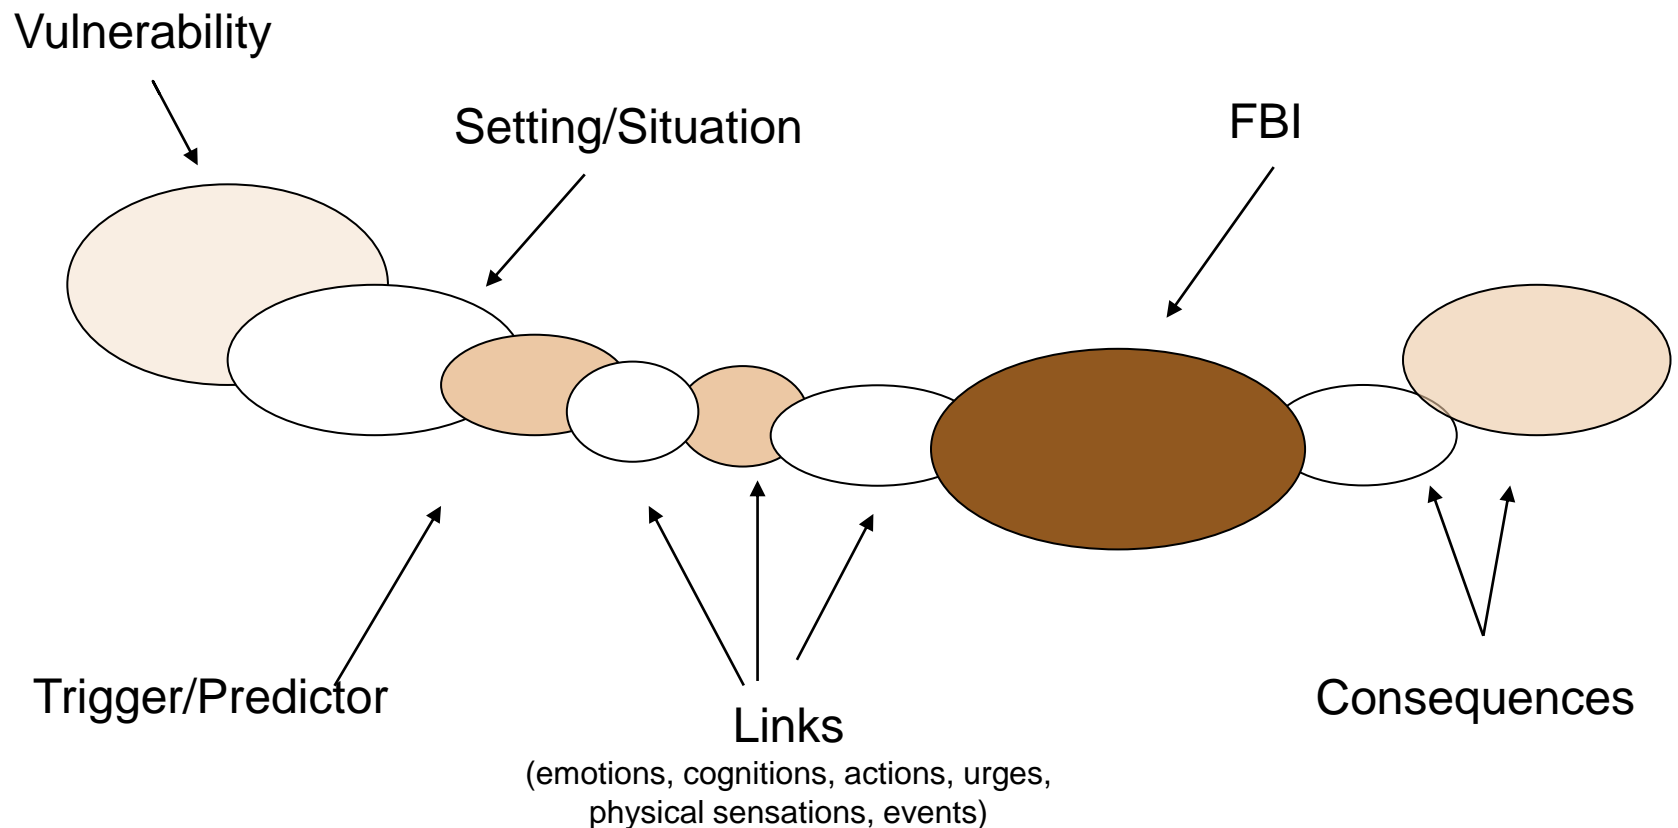 Vulnerability
Setting/Situation
FBI
Trigger/Predictor
Links
(emotions, cognitions, actions, urges,
physical sensations, events)
Consequences